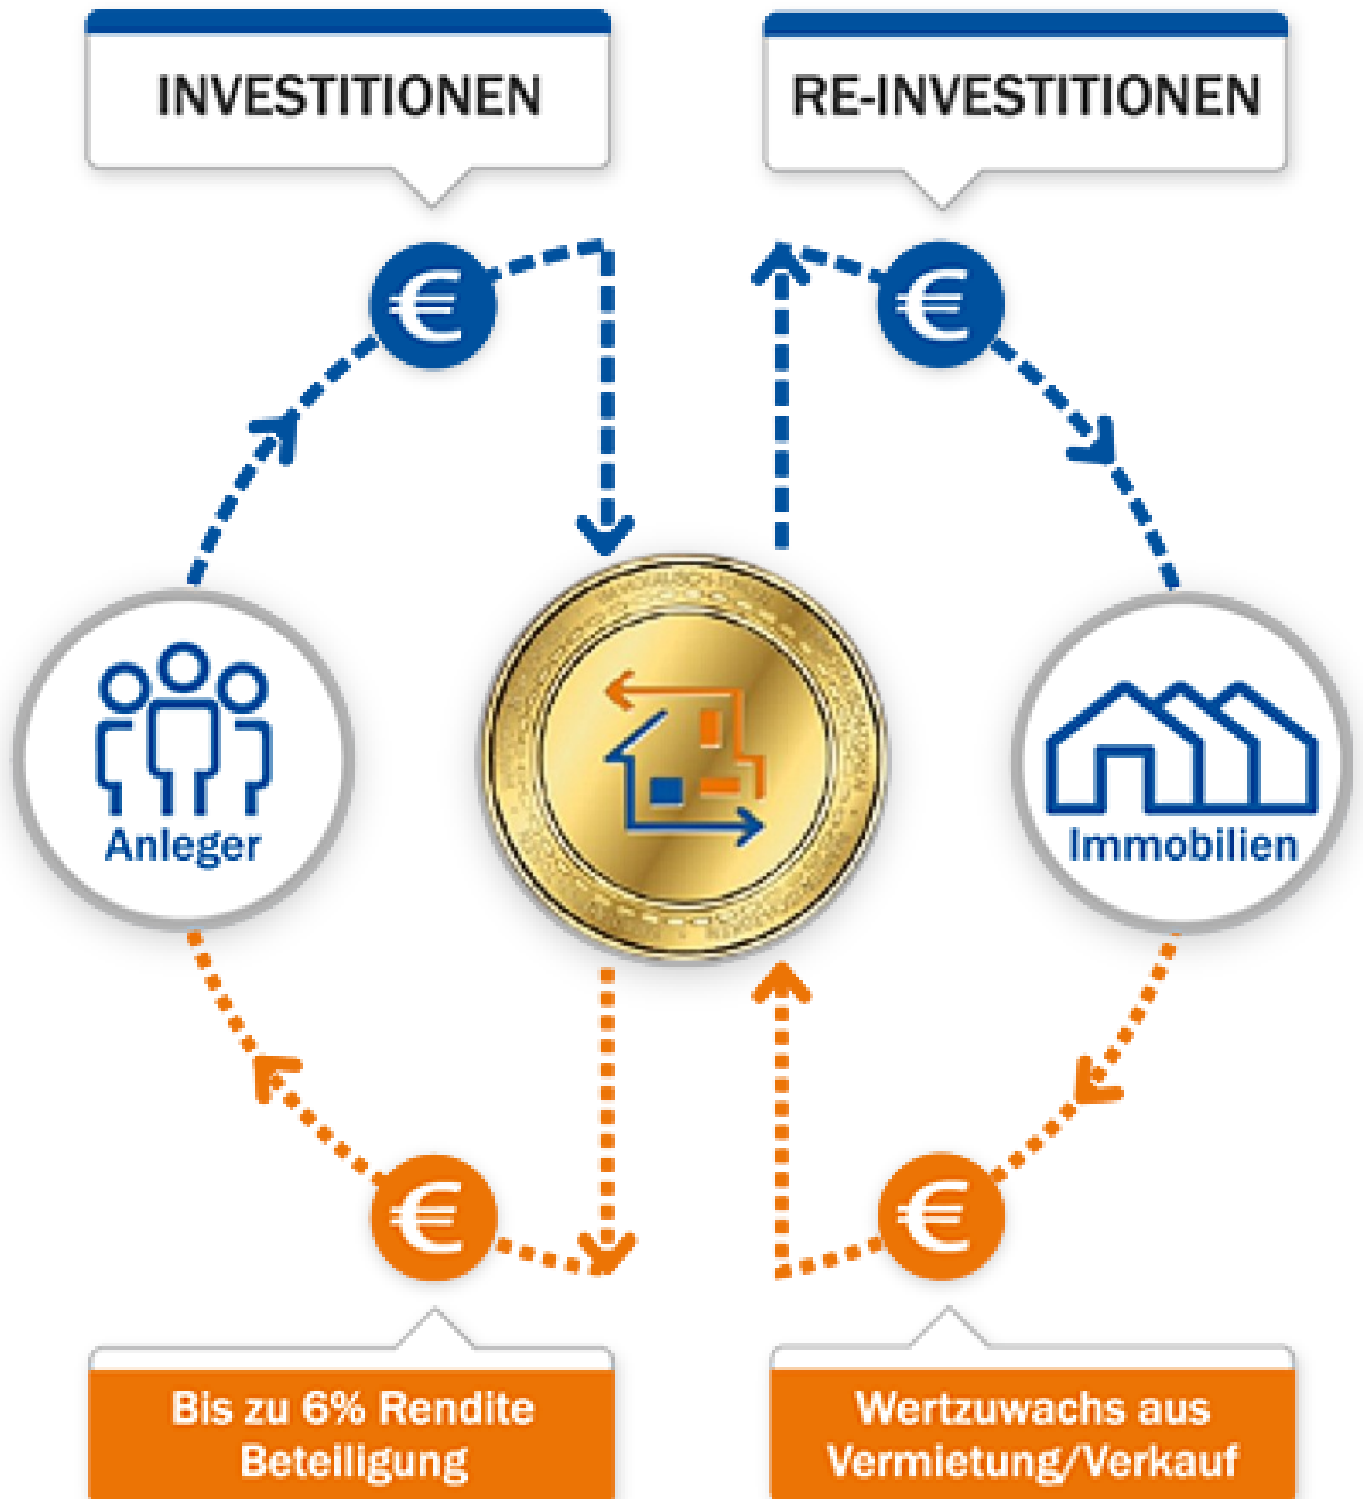 INVESTITIONEN
RE-INVESTITIONEN
€
€
Anleger
Immobilien
€
€
Bis zu 6% Rendite
Beteiligung
Wertzuwachs aus
Vermietung/Verkauf